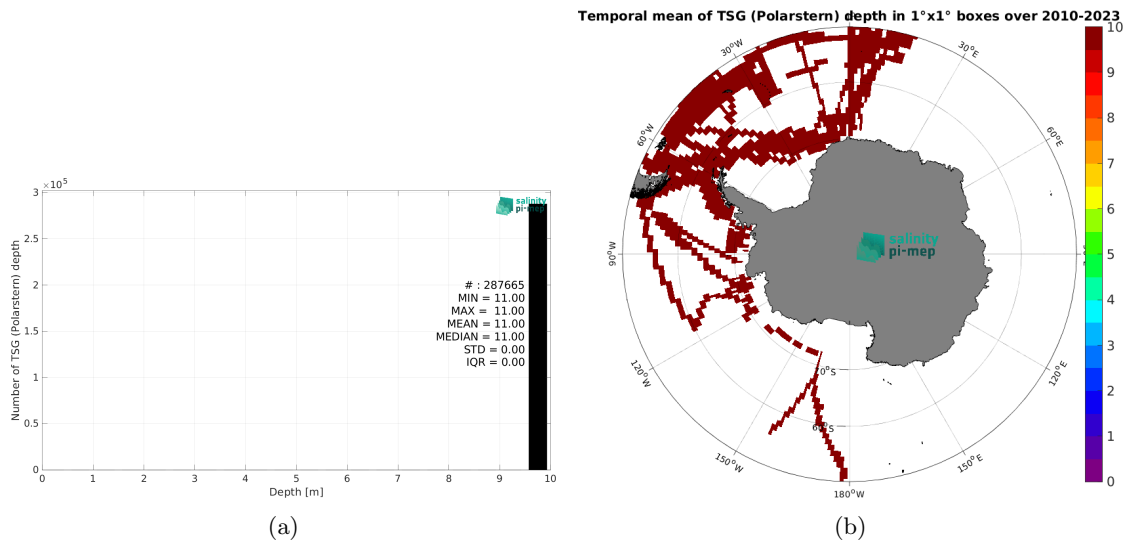 ×10⁵
3
2.5
2
1.5
1
0.5
0
0 1 2 3 4 5 6 7 8 9 10
Number of TSG (Polarstern) depth
Depth [m]
salinity
pi-mep
# : 287665
MIN = 11.00
MAX = 11.00
MEAN = 11.00
MEDIAN = 11.00
STD = 0.00
IQR = 0.00
(a)
Temporal mean of TSG (Polarstern) depth in 1°x1° boxes over 2010-2023
30°W
30°E
60°W
60°E
90°W
120°W
120°E
150°W
150°E
180°W
70°S
60°S
salinity
pi-mep
10
9
8
7
6
5
4
3
2
1
0
(b)